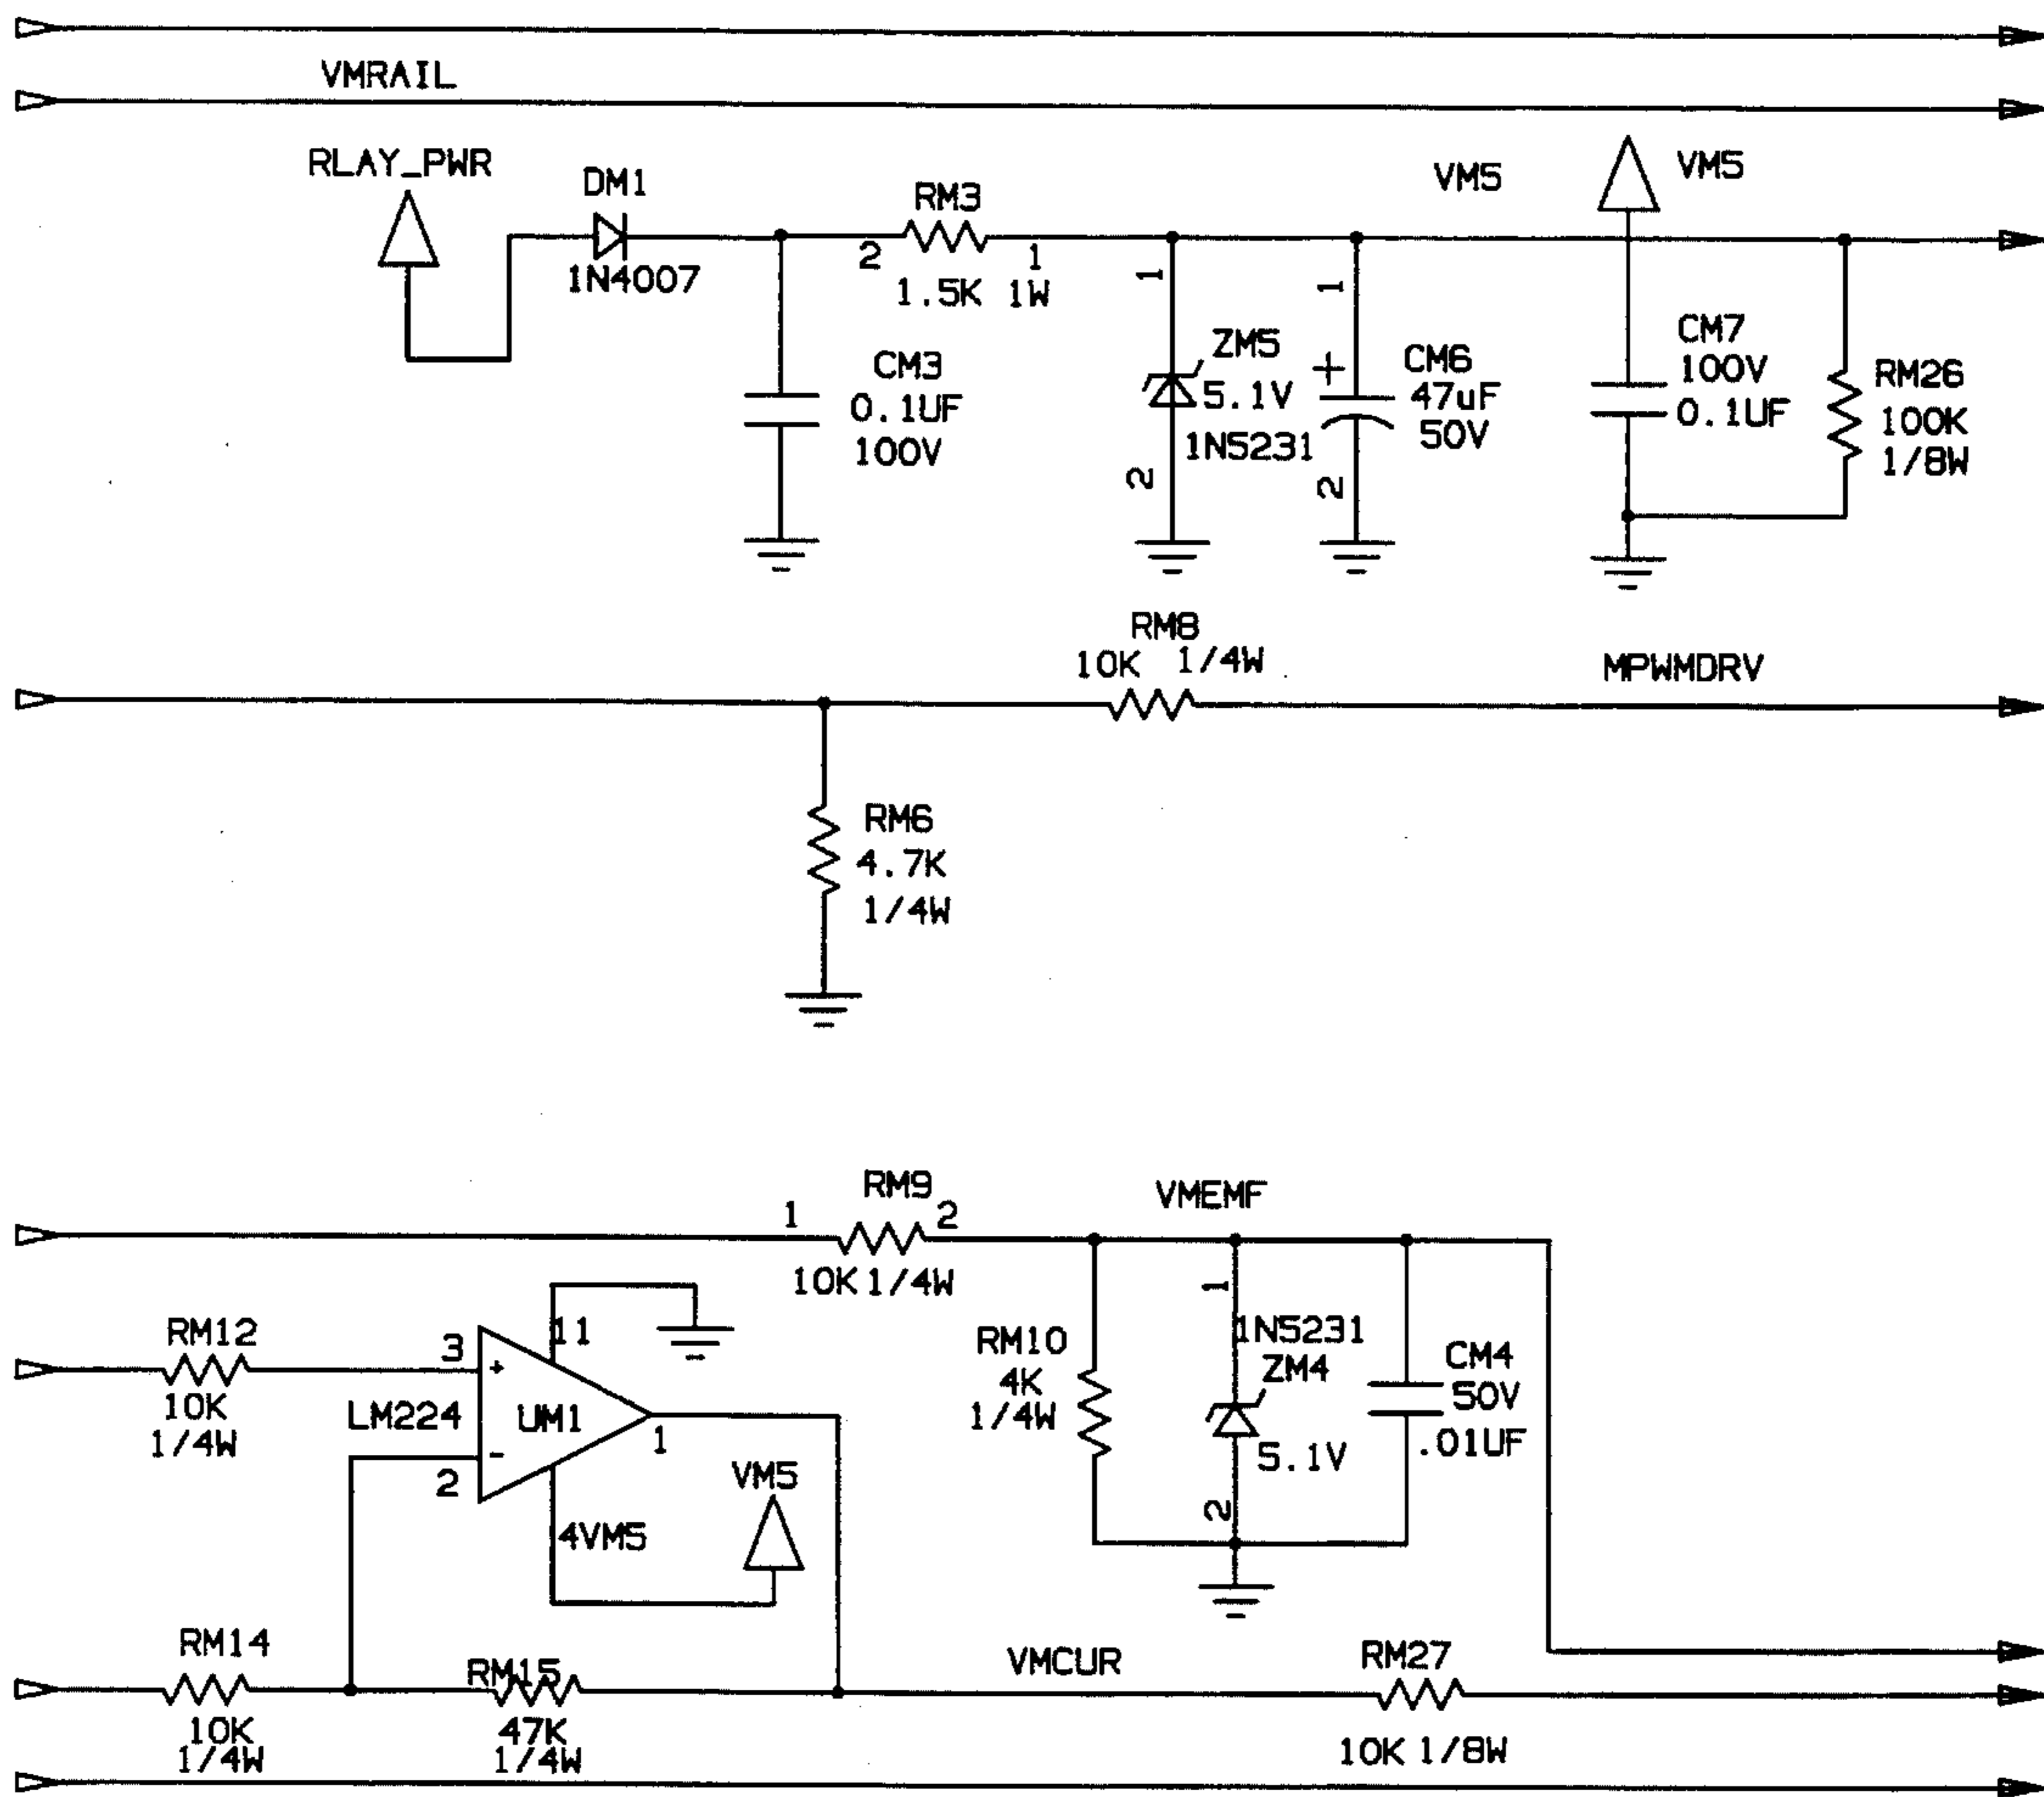 VMRAIL
RLAY_PWR
DM1
1N4007
RM3
2
1
1.5K 1W
VM5
VM5
CM3
0.1UF
100V
1
ZM5
5.1V
1N5231
2
1
+
CM6
47uF
50V
2
CM7
100V
0.1UF
RM26
100K
1/8W
RM8
10K 1/4W
MPWMDRV
RM6
4.7K
1/4W
RM9
1
2
10K 1/4W
VMEMF
RM12
10K
1/4W
LM224
3
+
11
UM1
-
2
1
4VM5
VM5
RM10
4K
1/4W
1
1N5231
ZM4
5.1V
2
CM4
50V
.01UF
RM14
10K
1/4W
RM15
47K
1/4W
VMCUR
RM27
10K 1/8W